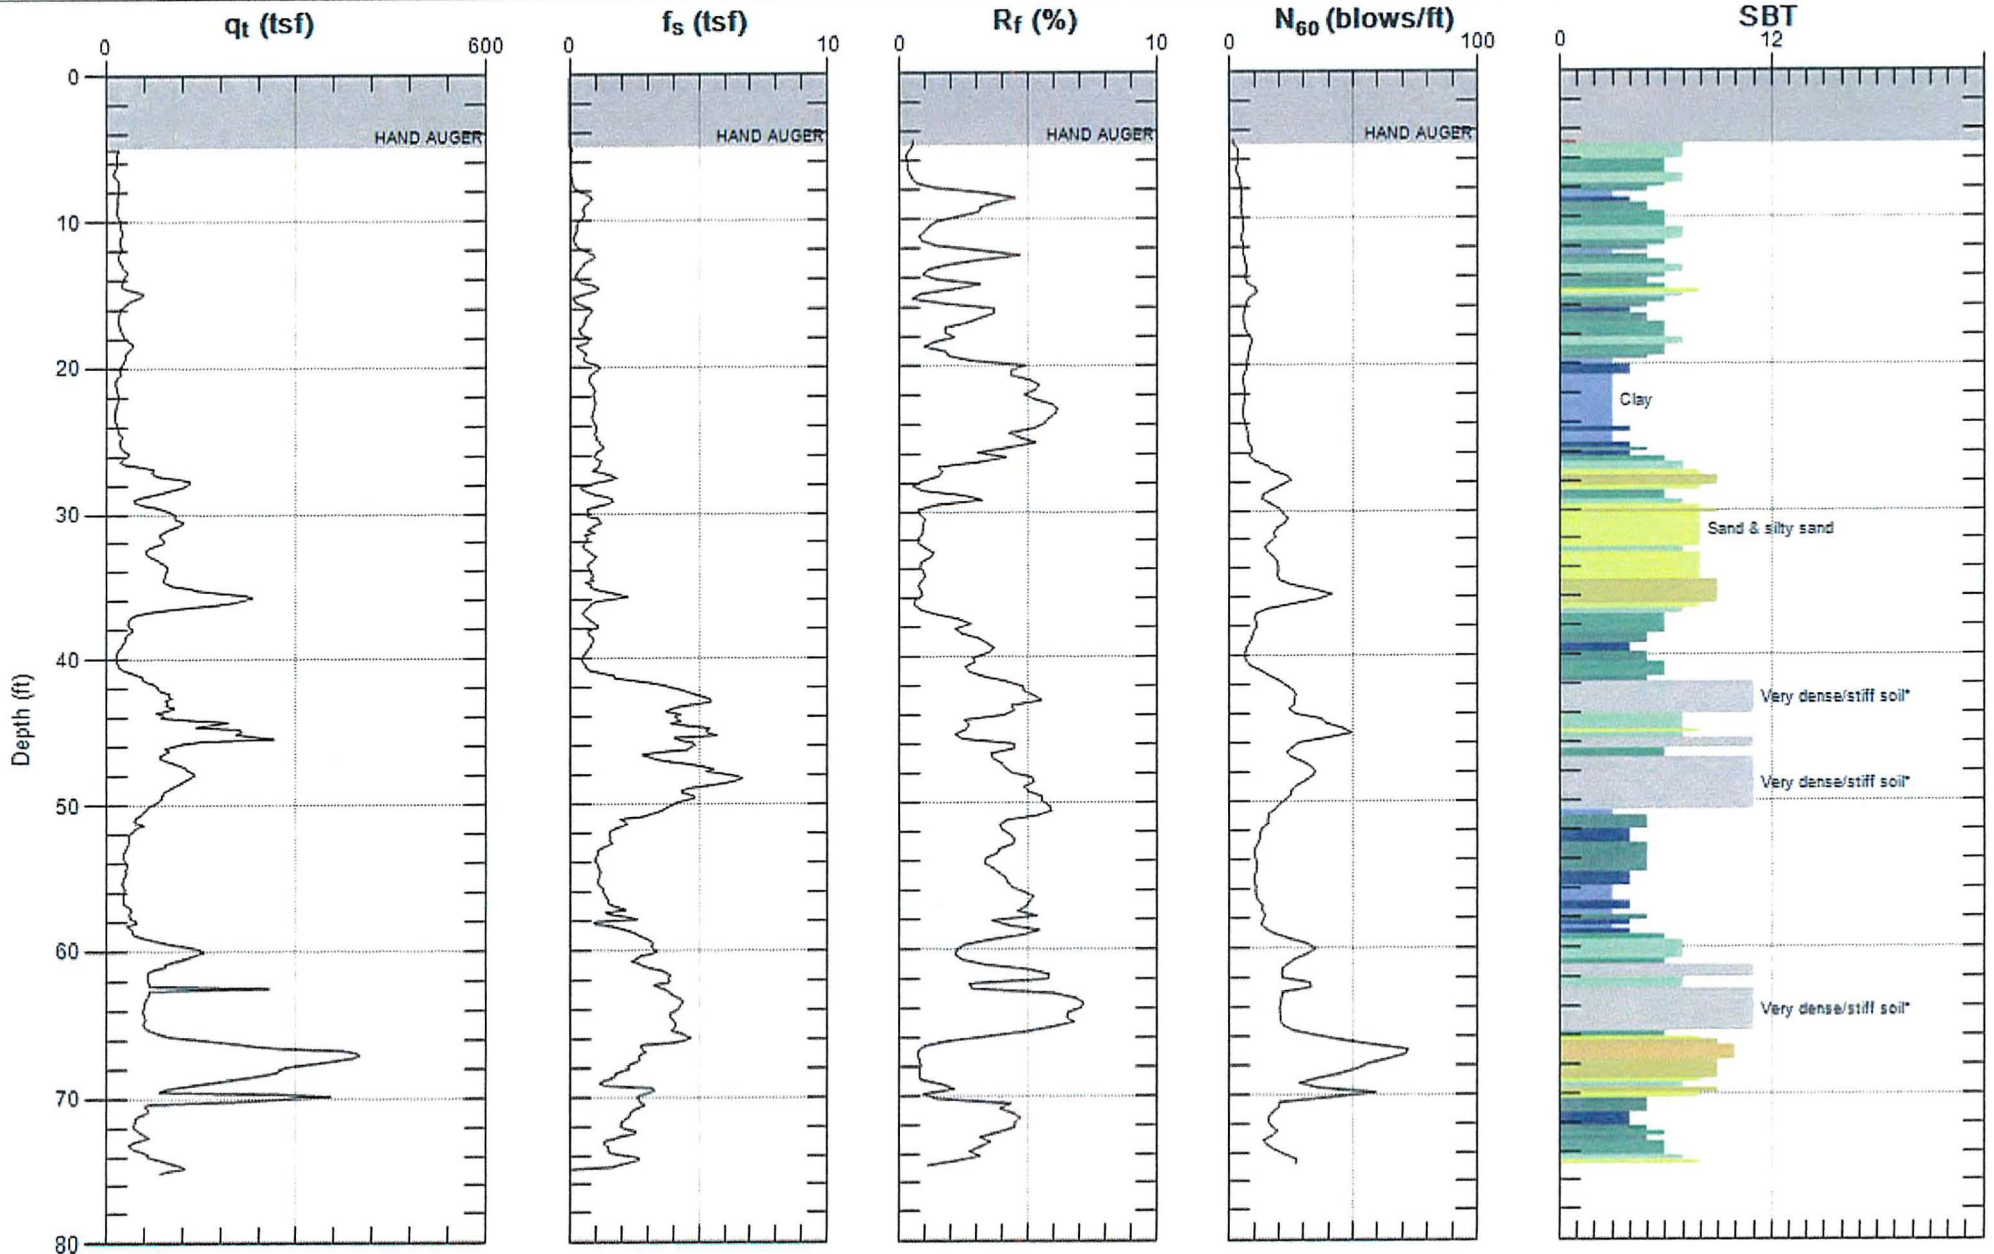 qt (tsf)
fs (tsf)
Rf (%)
N60 (blows/ft)
SBT
0 600
0 10
0 10
0 100
0 12
0
HAND AUGER
HAND AUGER
HAND AUGER
HAND AUGER
10
20
Clay
30
Sand & silty sand
40
Depth (ft)
Very dense/stiff soil*
Very dense/stiff soil*
50
60
Very dense/stiff soil*
70
80